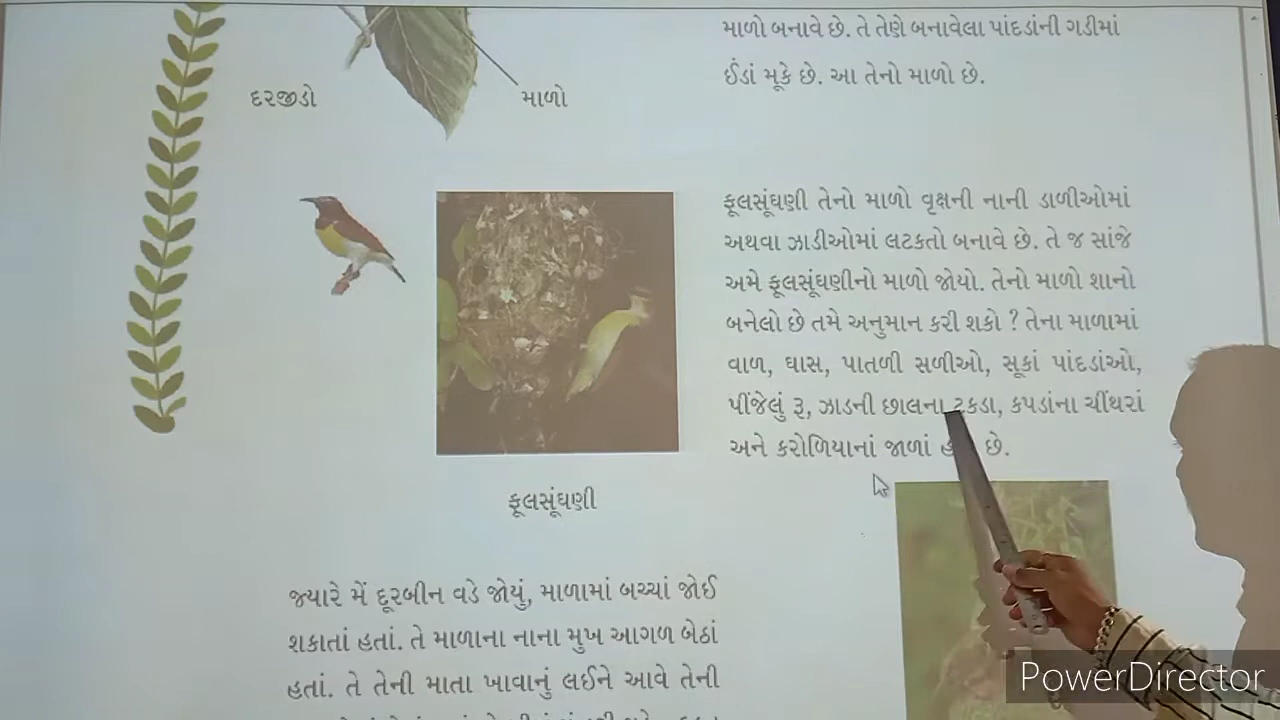 માળો બનાવે છે. તે તેણે બનાવેલા પાંદડાંની ગડીમાં
ઈંડાં મૂકે છે. આ તેનો માળો છે.
દરજીડો
માળો
ફૂલસૂંઘણી તેનો માળો વૃક્ષની નાની ડાળીઓમાં
અથવા ઝાડીઓમાં લટકતો બનાવે છે. તે જ સાંજે
અમે ફૂલસૂંઘણીનો માળો જોયો. તેનો માળો શાનો
બનેલો છે તમે અનુમાન કરી શકો ? તેના માળામાં
વાળ, ઘાસ, પાતળી સળીઓ, સૂકાં પાંદડાંઓ,
પીંજેલું રૂ, ઝાડની છાલના ટુકડા, કપડાંના ચીંથરાં
અને કરોળિયાનાં જાળાં છે.
ફૂલસૂંઘણી
જ્યારે મેં દૂરબીન વડે જોયું, માળામાં બચ્ચાં જોઈ
શકાતાં હતાં. તે માળાના નાના મુખ આગળ બેઠાં
હતાં. તે તેની માતા ખાવાનું લઈને આવે તેની
PowerDirector